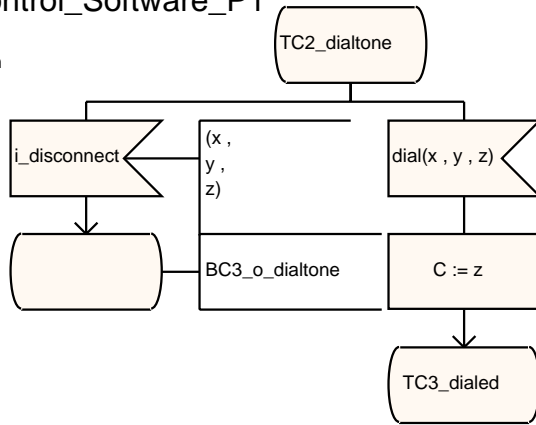 ontrol_Software_P1
TC2_dialtone
i_disconnect
(x ,
y ,
z)
dial(x , y , z)
BC3_o_dialtone
C := z
TC3_dialed